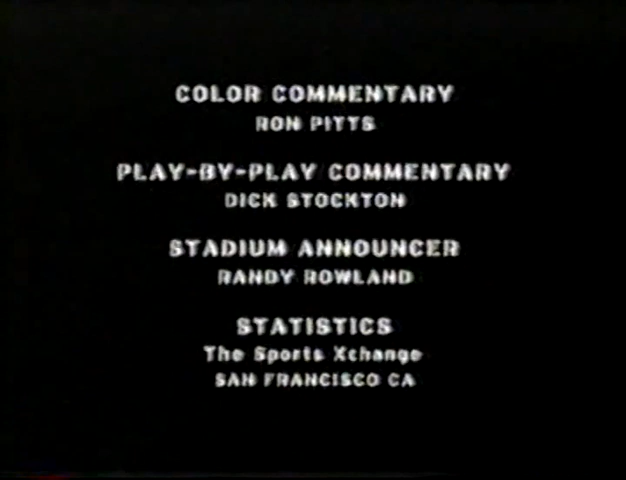 COLOR COMMENTARY
RON PITTS
PLAY-BY-PLAY COMMENTARY
DICK STOCKTON
STADIUM ANNOUNCER
RANDY ROWLAND
STATISTICS
The Sports Xchange
SAN FRANCISCO CA